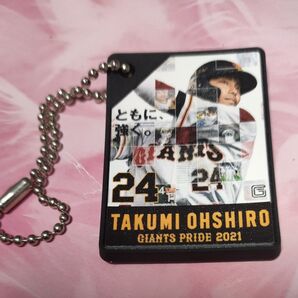 ともに、
強く。
GIANTS
24
24
G
TAKUMI OHSHIRO
GIANTS PRIDE 2021